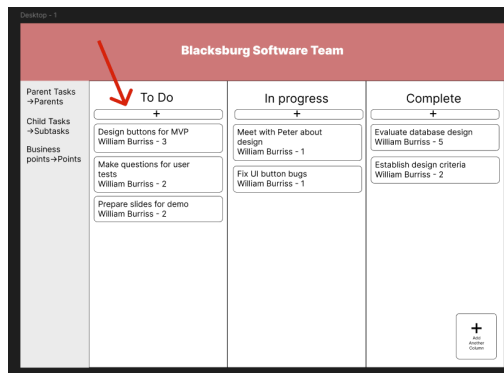 Desktop - 1
Blacksburg Software Team
Parent Tasks
→Parents
Child Tasks
→Subtasks
Business
points→Points
To Do
+
Design buttons for MVP
William Burriss - 3
Make questions for user
tests
William Burriss - 2
Prepare slides for demo
William Burriss - 2
In progress
+
Meet with Peter about
design
William Burriss - 1
Fix UI button bugs
William Burriss - 1
Complete
+
Evaluate database design
William Burriss - 5
Establish design criteria
William Burriss - 2
+
Add
Another
Column